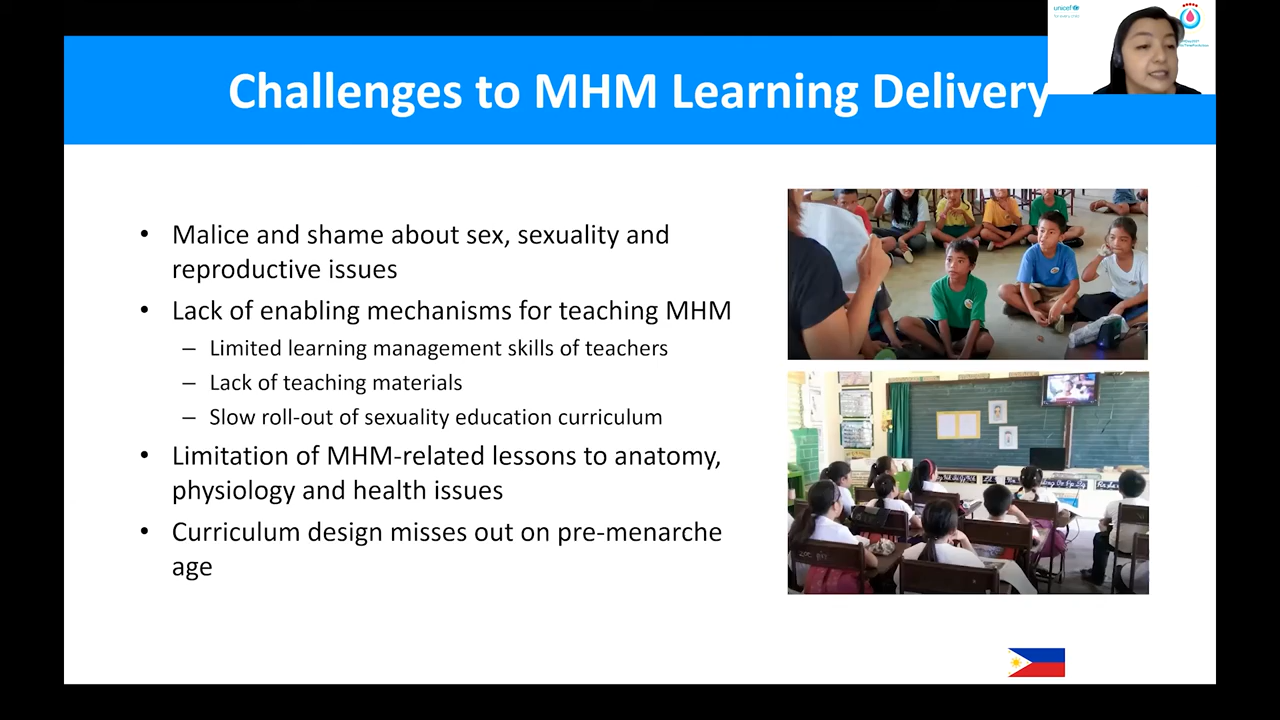 unicef
for every child
Challenges to MHM Learning Delivery
• Malice and shame about sex, sexuality and
reproductive issues
• Lack of enabling mechanisms for teaching MHM
– Limited learning management skills of teachers
– Lack of teaching materials
– Slow roll-out of sexuality education curriculum
• Limitation of MHM-related lessons to anatomy,
physiology and health issues
• Curriculum design misses out on pre-menarche
age